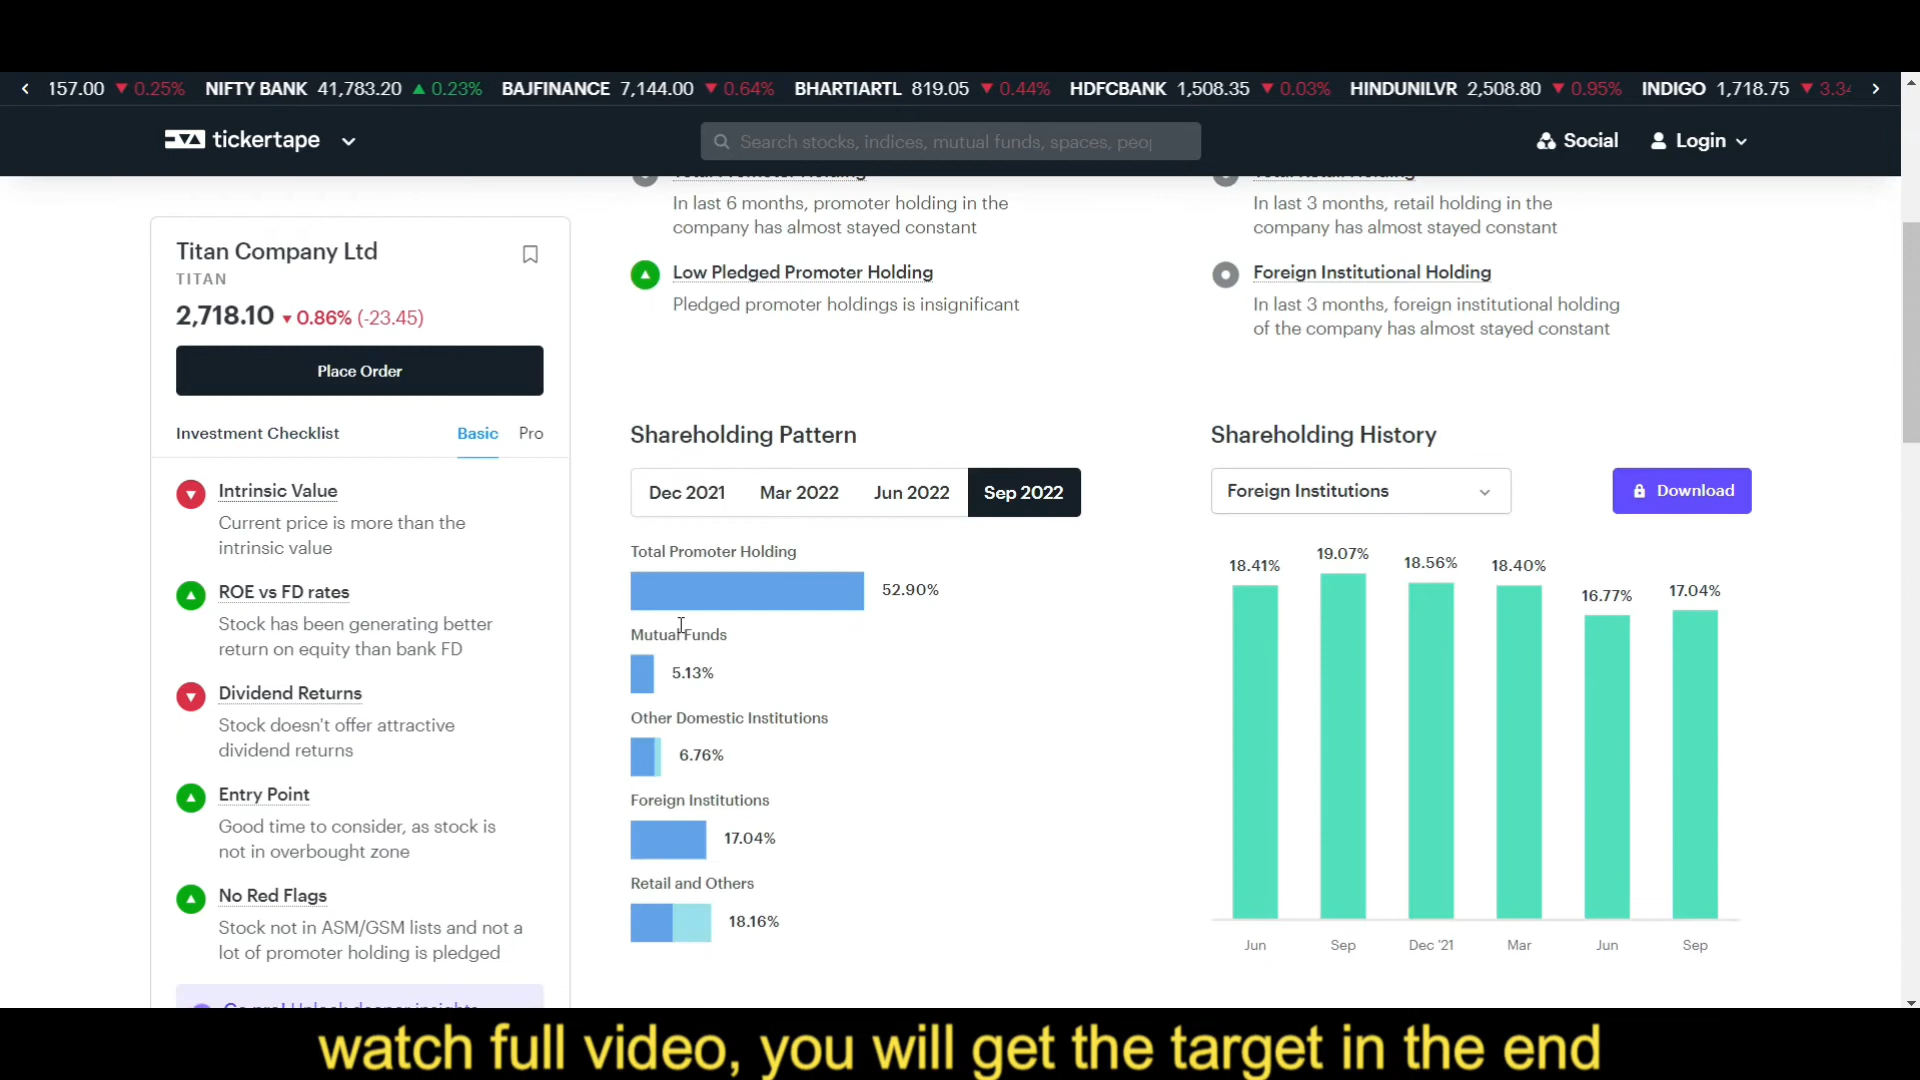 157.00 ▼ 0.25% NIFTY BANK 41,783.20 ▲ 0.23% BAJFINANCE 7,144.00 ▼ 0.64% BHARTIARTL 819.05 ▼ 0.44% HDFCBANK 1,508.35 ▼ 0.03% HINDUNILVR 2,508.80 ▼ 0.95% INDIGO 1,718.75 ▼
tickertape
Search stocks, indices, mutual funds, spaces,
Social
Login
Titan Company Ltd
TITAN
2,718.10 ▼ 0.86% (-23.45)
Place Order
Investment Checklist Basic Pro
Intrinsic Value
Current price is more than the
intrinsic value
ROE vs FD rates
Stock has been generating better
return on equity than bank FD
Dividend Returns
Stock doesn't offer attractive
dividend returns
Entry Point
Good time to consider, as stock is
not in overbought zone
No Red Flags
Stock not in ASM/GSM lists and not a
lot of promoter holding is pledged
In last 6 months, promoter holding in the
company has almost stayed constant
Low Pledged Promoter Holding
Pledged promoter holdings is insignificant
In last 3 months, retail holding in the
company has almost stayed constant
Foreign Institutional Holding
In last 3 months, foreign institutional holding
of the company has almost stayed constant
Shareholding Pattern
Dec 2021 Mar 2022 Jun 2022 Sep 2022
Total Promoter Holding
52.90%
Mutual Funds
5.13%
Other Domestic Institutions
6.76%
Foreign Institutions
17.04%
Retail and Others
18.16%
Shareholding History
Foreign Institutions
Download
18.41% 19.07% 18.56% 18.40% 16.77% 17.04%
Jun Sep Dec '21 Mar Jun Sep
watch full video, you will get the target in the end